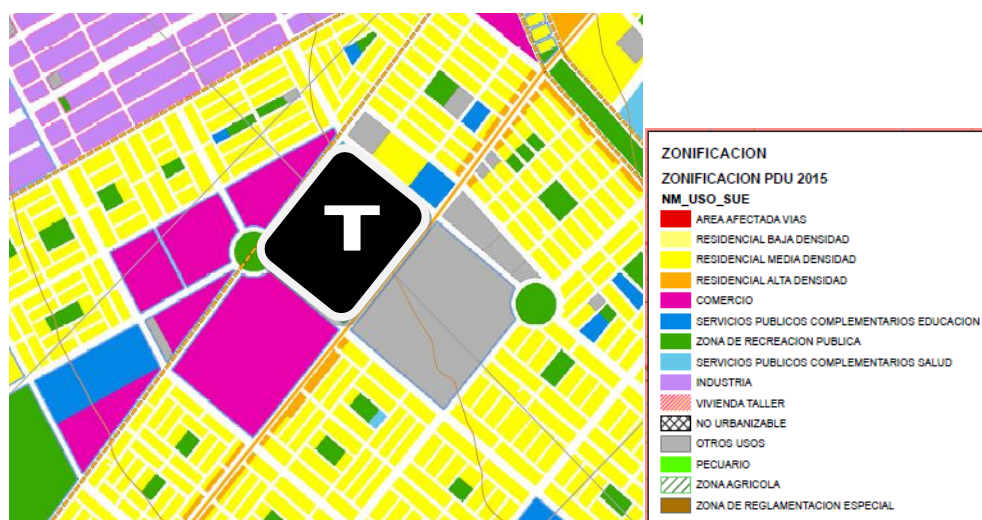 T
ZONIFICACION
ZONIFICACION PDU 2015
NM_USO_SUE
AREA AFECTADA VIAS
RESIDENCIAL BAJA DENSIDAD
RESIDENCIAL MEDIA DENSIDAD
RESIDENCIAL ALTA DENSIDAD
COMERCIO
SERVICIOS PUBLICOS COMPLEMENTARIOS EDUCACION
ZONA DE RECREACION PUBLICA
SERVICIOS PUBLICOS COMPLEMENTARIOS SALUD
INDUSTRIA
VIVIENDA TALLER
NO URBANIZABLE
OTROS USOS
PECUARIO
ZONA AGRICOLA
ZONA DE REGLAMENTACION ESPECIAL